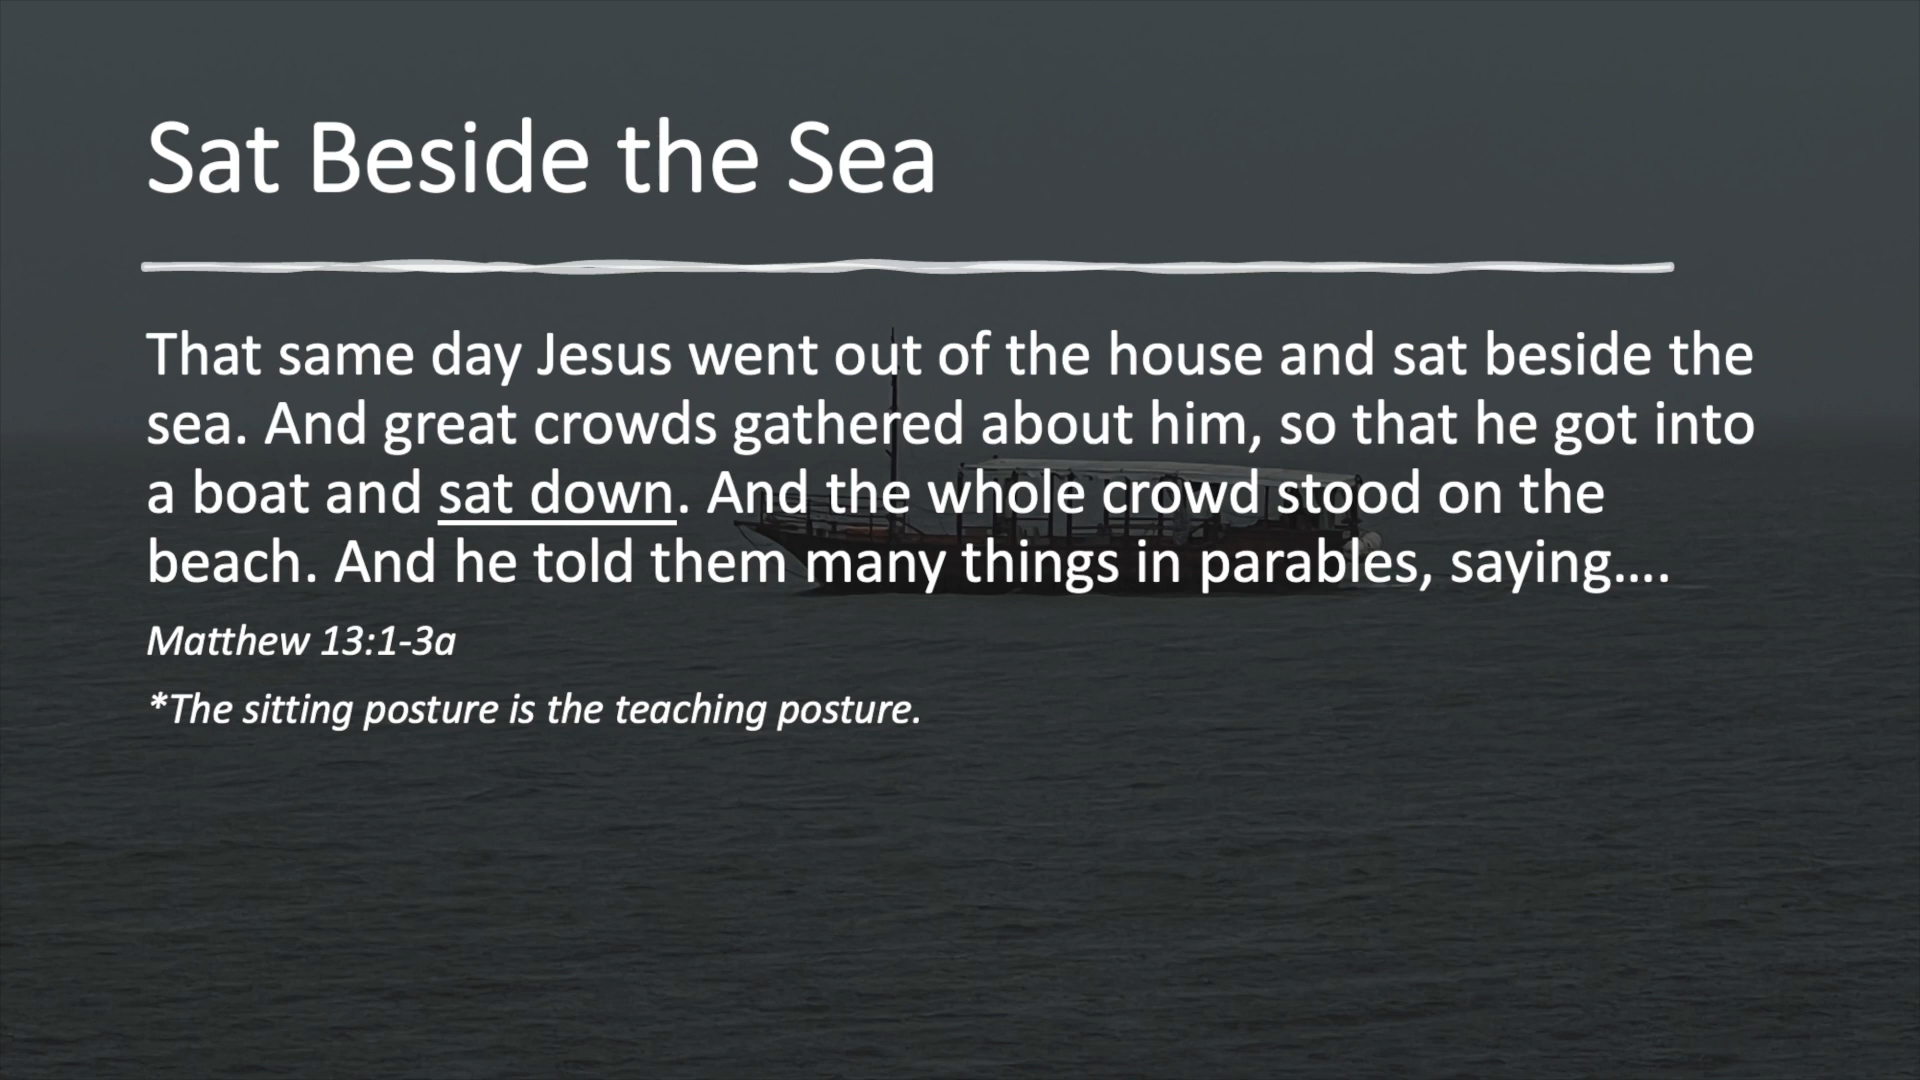 Sat Beside the Sea
That same day Jesus went out of the house and sat beside the
sea. And great crowds gathered about him, so that he got into
a boat and sat down. And the whole crowd stood on the
beach. And he told them many things in parables, saying….
Matthew 13:1-3a
*The sitting posture is the teaching posture.